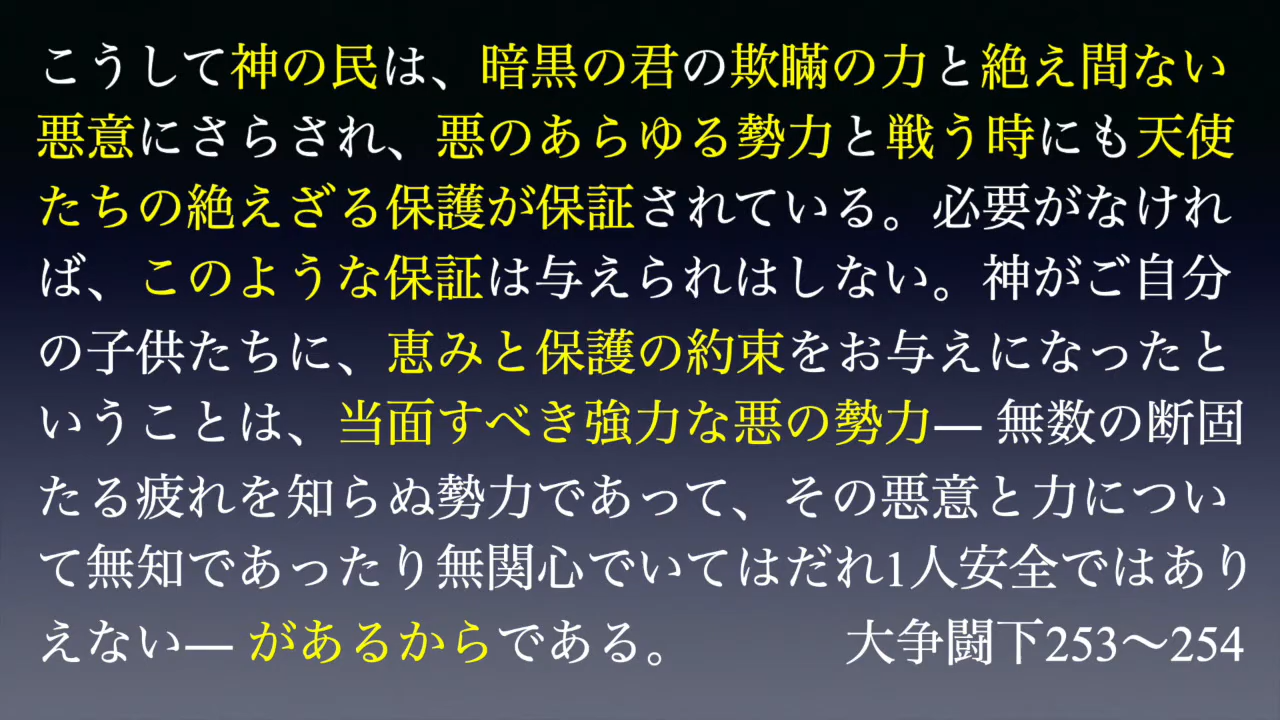 こうして神の民は、暗黒の君の欺瞞の力と絶え間ない
悪意にさらされ、悪のあらゆる勢力と戦う時にも天使
たちの絶えざる保護が保証されている。必要がなけれ
ば、このような保証は与えられはしない。神がご自分
の子供たちに、恵みと保護の約束をお与えになったと
いうことは、当面すべき強力な悪の勢力― 無数の断固
たる疲れを知らぬ勢力であって、その悪意と力につい
て無知であったり無関心でいてはだれ1人安全ではあり
えない― があるからである。 大争闘下253〜254